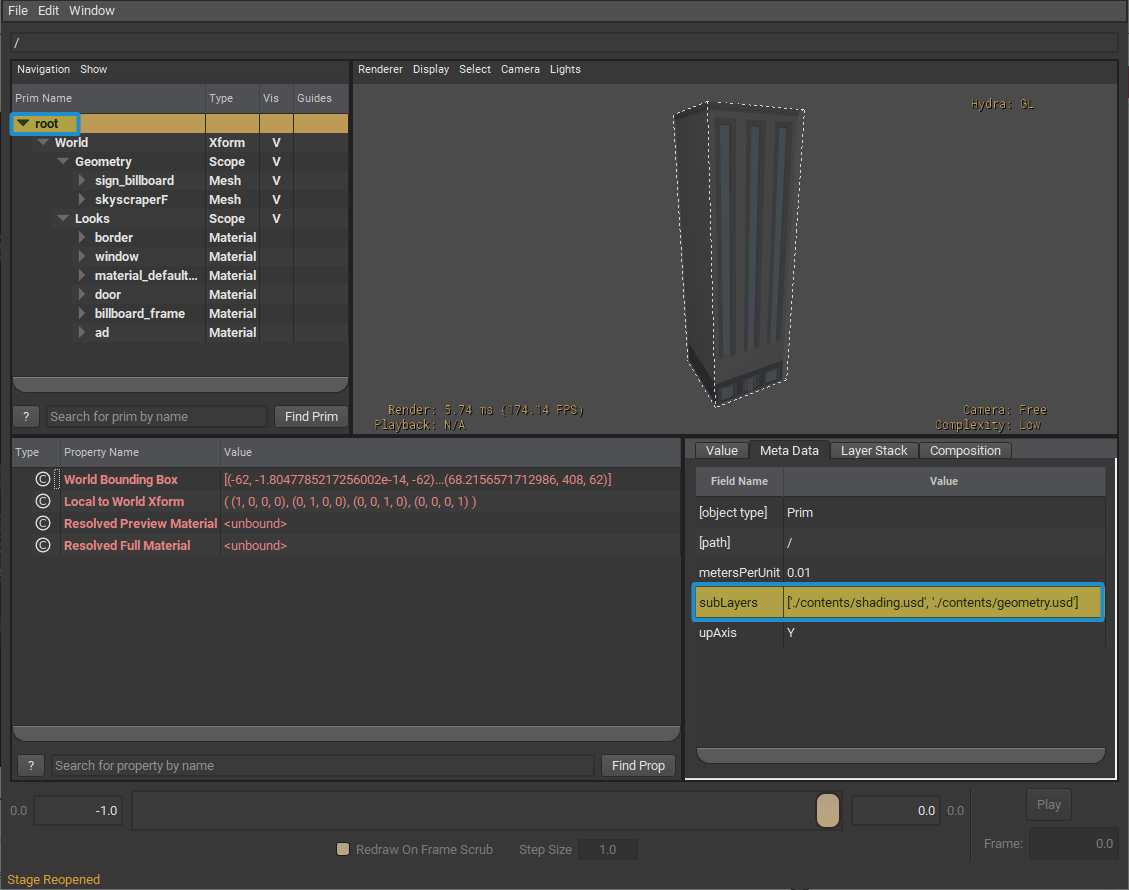 File Edit Window
/
Navigation Show
Renderer Display Select Camera Lights
Prim Name Type Vis Guides
Hydra: GL
root
World Xform V
Geometry Scope V
sign_billboard Mesh V
skyscraperF Mesh V
Looks Scope V
border Material
window Material
material_default... Material
door Material
billboard_frame Material
ad Material
? Search for prim by name Find Prim
Render: 5.74 ms (174.14 FPS)
Playback: N/A
Camera: Free
Complexity: Low
Type Property Name Value
© World Bounding Box [(-62, -1.8047785217256002e-14, -62)...(68.2156571712986, 408, 62)]
© Local to World Xform ( (1, 0, 0, 0), (0, 1, 0, 0), (0, 0, 1, 0), (0, 0, 0, 1) )
© Resolved Preview Material <unbound>
© Resolved Full Material <unbound>
? Search for property by name Find Prop
Value Meta Data Layer Stack Composition
Field Name Value
[object type] Prim
[path] /
metersPerUnit 0.01
subLayers ['./contents/shading.usd', './contents/geometry.usd']
upAxis Y
0.0 -1.0 0.0 0.0 Play
Redraw On Frame Scrub Step Size 1.0 Frame: 0.0
Stage Reopened